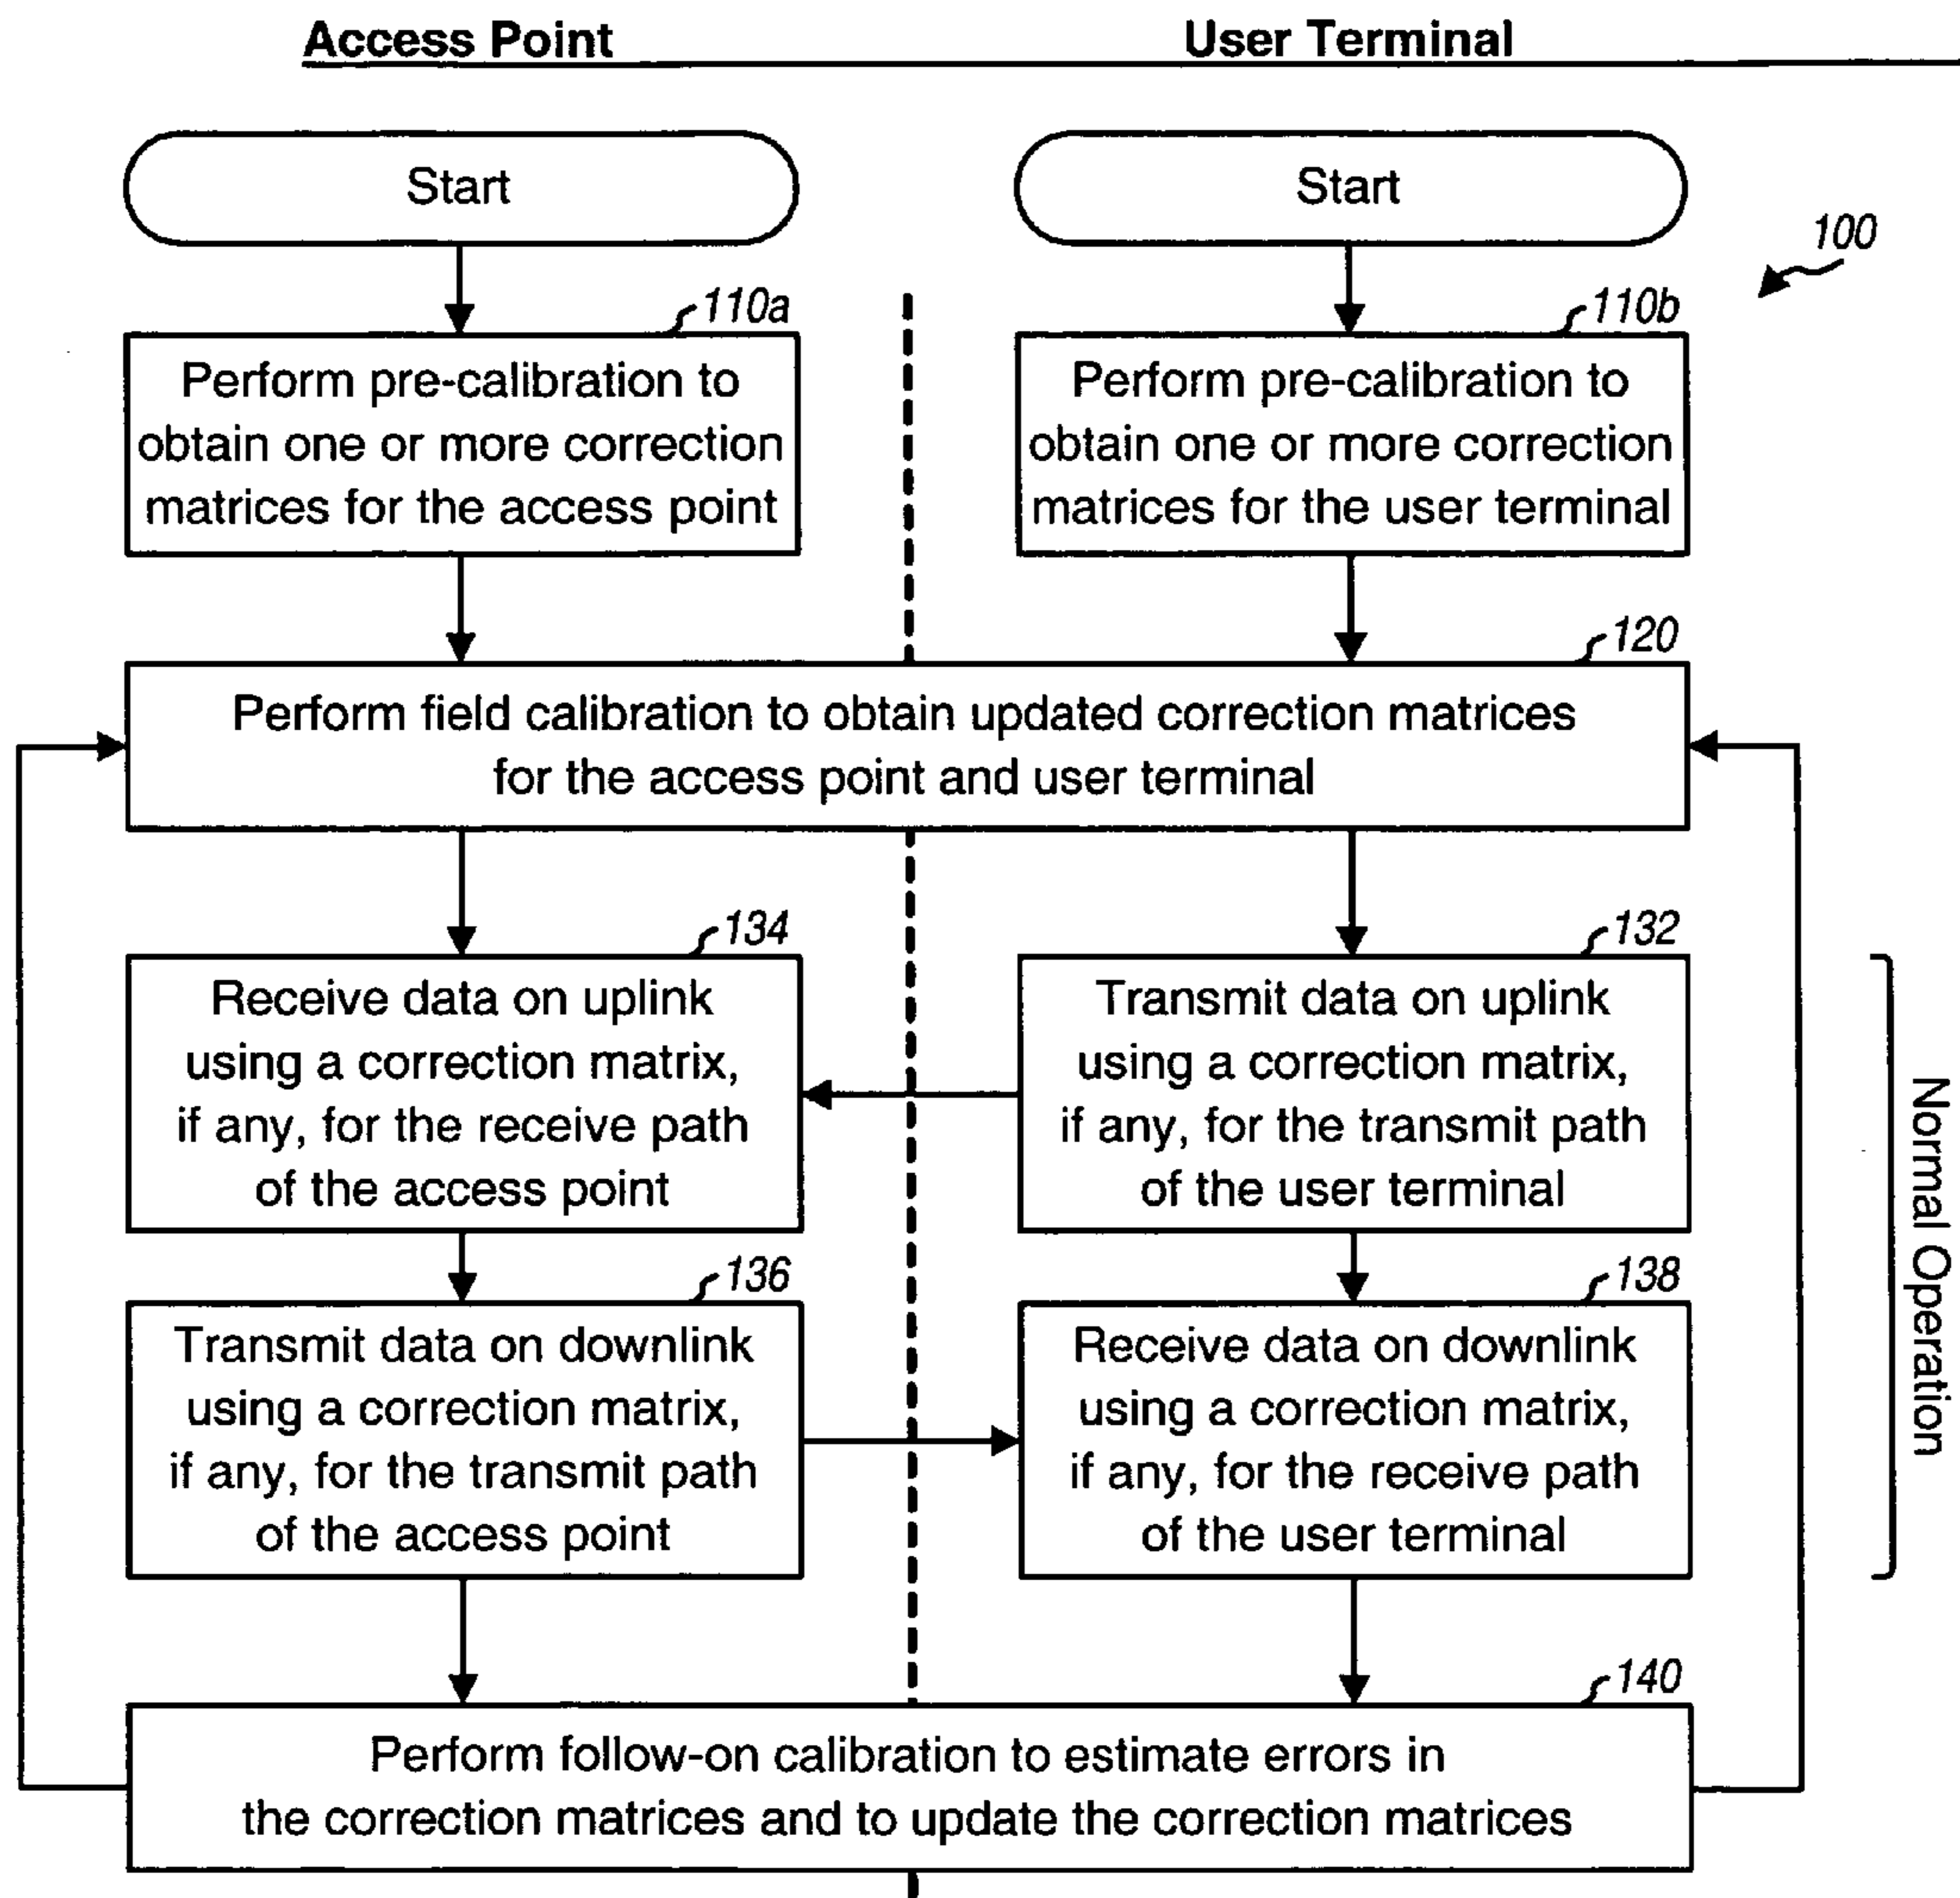 Access Point
User Terminal
Start
Start
100
110a
110b
Perform pre-calibration to
obtain one or more correction
matrices for the access point
Perform pre-calibration to
obtain one or more correction
matrices for the user terminal
120
Perform field calibration to obtain updated correction matrices
for the access point and user terminal
134
132
Receive data on uplink
using a correction matrix,
if any, for the receive path
of the access point
Transmit data on uplink
using a correction matrix,
if any, for the transmit path
of the user terminal
Normal Operation
136
138
Transmit data on downlink
using a correction matrix,
if any, for the transmit path
of the access point
Receive data on downlink
using a correction matrix,
if any, for the receive path
of the user terminal
140
Perform follow-on calibration to estimate errors in
the correction matrices and to update the correction matrices